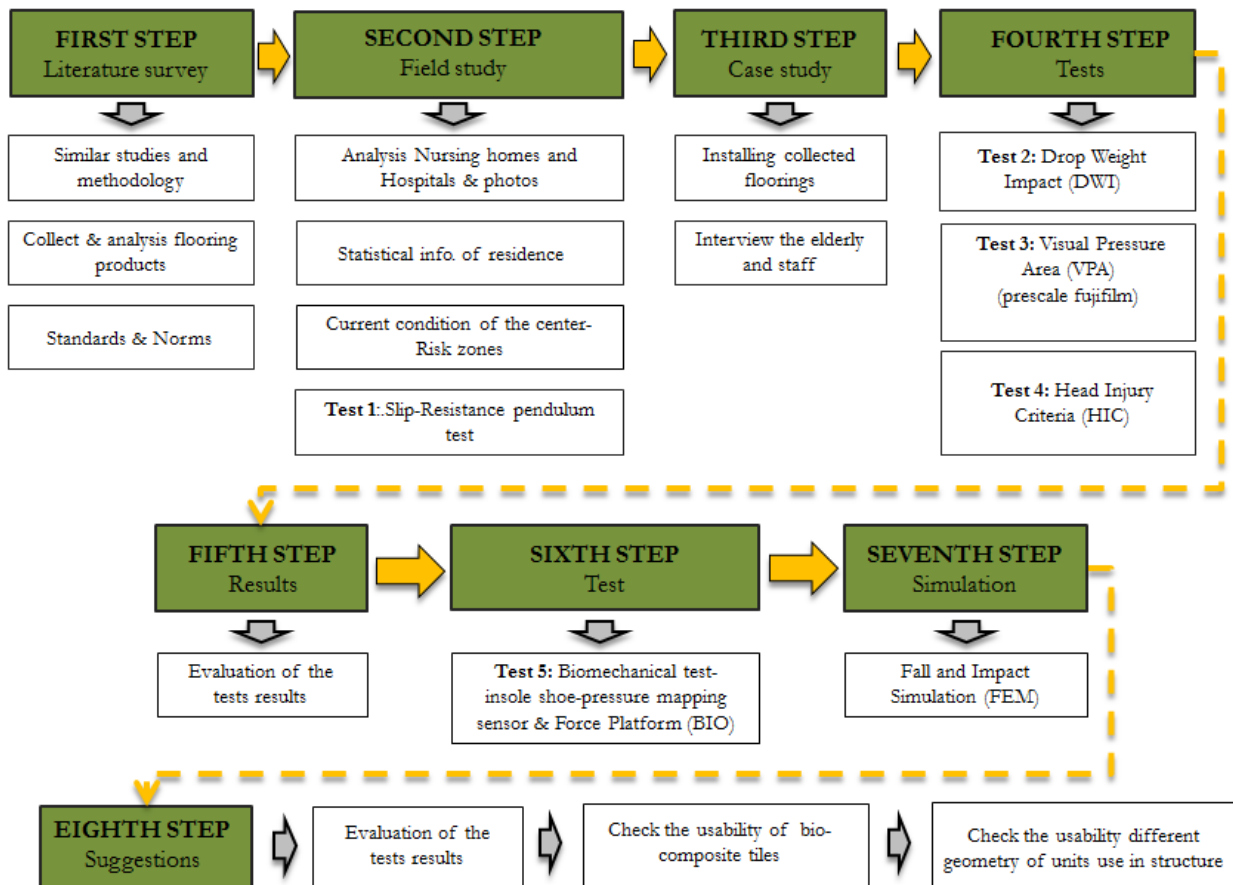 FIRST STEP
Literature survey
SECOND STEP
Field study
THIRD STEP
Case study
FOURTH STEP
Tests
Similar studies and
methodology
Collect & analysis flooring
products
Standards & Norms
Analysis Nursing homes and
Hospitals & photos
Statistical info. of residence
Current condition of the center-
Risk zones
Test 1:.Slip-Resistance pendulum
test
Installing collected
floorings
Interview the elderly
and staff
Test 2: Drop Weight
Impact (DWI)
Test 3: Visual Pressure
Area (VPA)
(prescale fujifilm)
Test 4: Head Injury
Criteria (HIC)
FIFTH STEP
Results
SIXTH STEP
Test
SEVENTH STEP
Simulation
Evaluation of the
tests results
Test 5: Biomechanical test-
insole shoe-pressure mapping
sensor & Force Platform (BIO)
Fall and Impact
Simulation (FEM)
EIGHTH STEP
Suggestions
Evaluation of the
tests results
Check the usability of bio-
composite tiles
Check the usability different
geometry of units use in structure